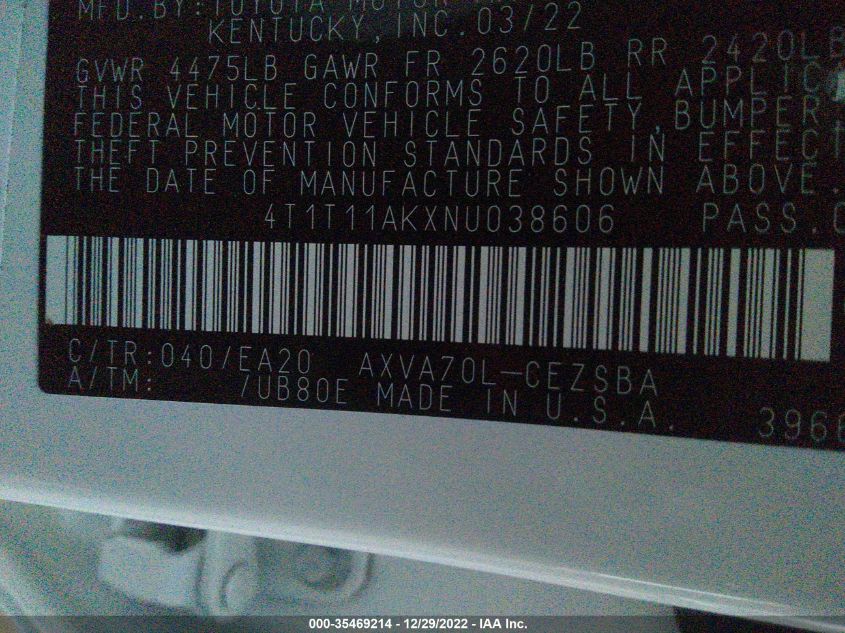 MFD.BY:TOYOTA MOTOR
KENTUCKY,INC.03/22
GVWR 4475LB GAWR FR 2620LB RR 2420LB
THIS VEHICLE CONFORMS TO ALL APPLIC
FEDERAL MOTOR VEHICLE SAFETY,BUMPER,
THEFT PREVENTION STANDARDS IN EFFECT
THE DATE OF MANUFACTURE SHOWN ABOVE.
4T1T11AKXNU038606 PASS.C
C/TR:040/EA20 AXVA70L-CEZSBA
A/TM: /UB80E MADE IN U.S.A. 3966
000-35469214 - 12/29/2022 - IAA Inc.